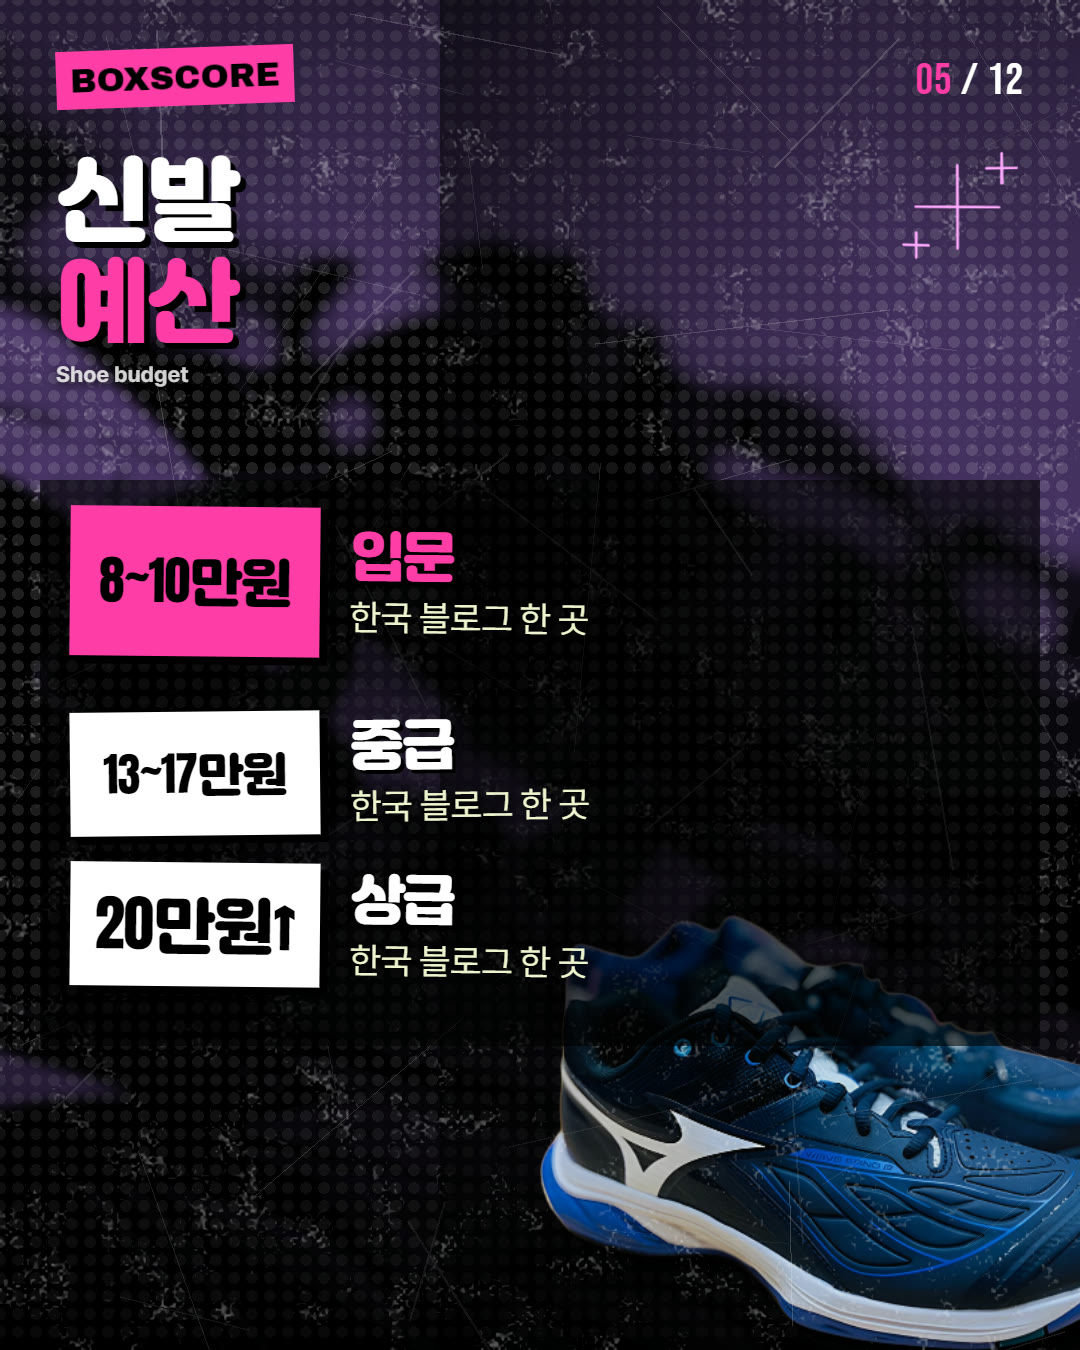 BOXSCORE
05 / 12
신발
예산
Shoe budget
8~10만원
입문
한국 블로그 한 곳
13~17만원
중급
한국 블로그 한 곳
20만원↑
상급
한국 블로그 한 곳